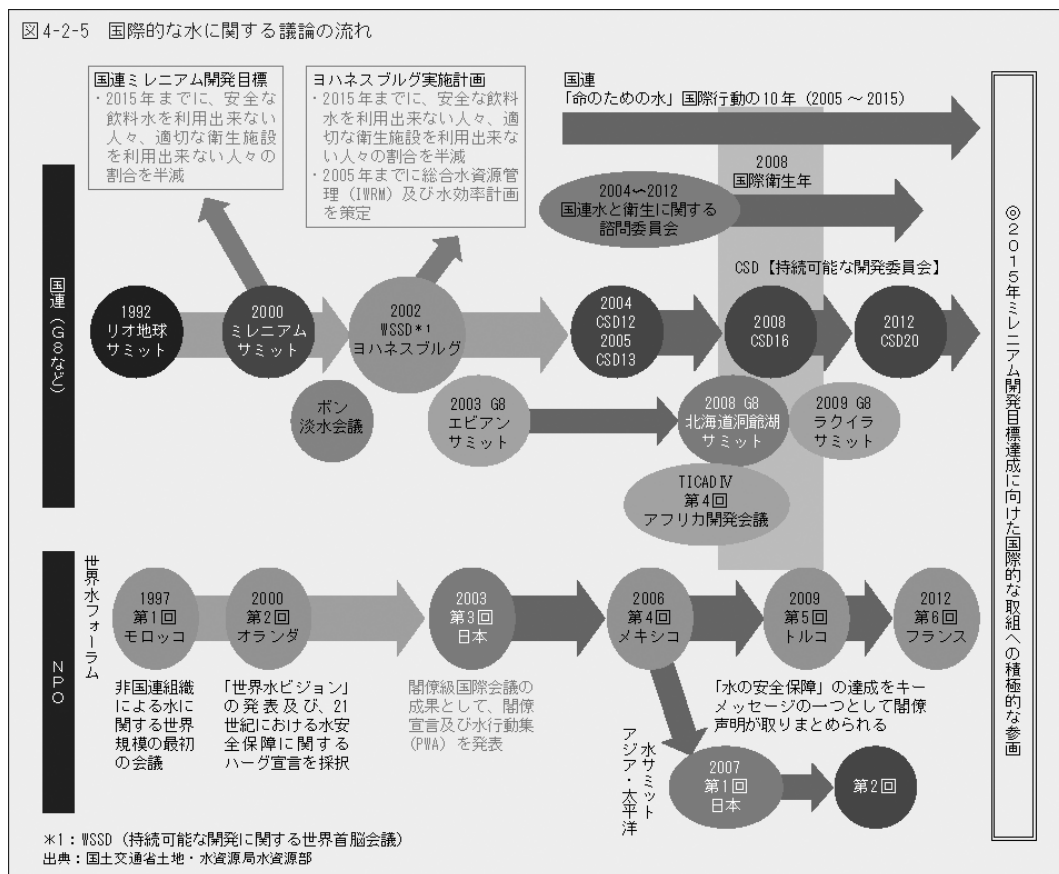 図4-2-5 国際的な水に関する議論の流れ
国連ミレニアム開発目標
・2015年までに、安全な
飲料水を利用出来ない
人々、適切な衛生施設
を利用出来ない人々の
割合を半減
ヨハネスブルグ実施計画
・2015年までに、安全な飲料
水を利用出来ない人々、適
切な衛生施設を利用出来な
い人々の割合を半減
・2005年までに総合水資源
管理（IWRM）及び水効率計画
を策定
国連
「命のための水」国際行動の10年（2005～2015）
2008
国際衛生年
2004～2012
国連水と衛生に関する
諮問委員会
CSD【持続可能な開発委員会】
国連（G8など）
1992
リオ地球
サミット
2000
ミレニアム
サミット
2002
WSSD＊1
ヨハネスブルグ
2004
CSD12
2005
CSD13
2008
CSD16
2012
CSD20
ボン
淡水会議
2003 G8
エビアン
サミット
2008 G8
北海道洞爺湖
サミット
2009 G8
ラクイラ
サミット
TICADⅣ
第4回
アフリカ開発会議
NPO
世界水フォーラム
1997
第1回
モロッコ
2000
第2回
オランダ
2003
第3回
日本
2006
第4回
メキシコ
2009
第5回
トルコ
2012
第6回
フランス
非国連組織
による水に
関する世界
規模の最初
の会議
「世界水ビジョン」
の発表及び、21
世紀における水安
全保障に関する
ハーグ宣言を採択
閣僚級国際会議の
成果として、閣僚
宣言及び水行動集
（PWA）を発表
「水の安全保障」の達成をキー
メッセージの一つとして閣僚
声明が取りまとめられる
アジア・太平洋
水サミット
2007
第1回
日本
第2回
◎2015年ミレニアム開発目標達成に向けた国際的な取組への積極的な参画
＊1：WSSD（持続可能な開発に関する世界首脳会議）
出典：国土交通省土地・水資源局水資源部